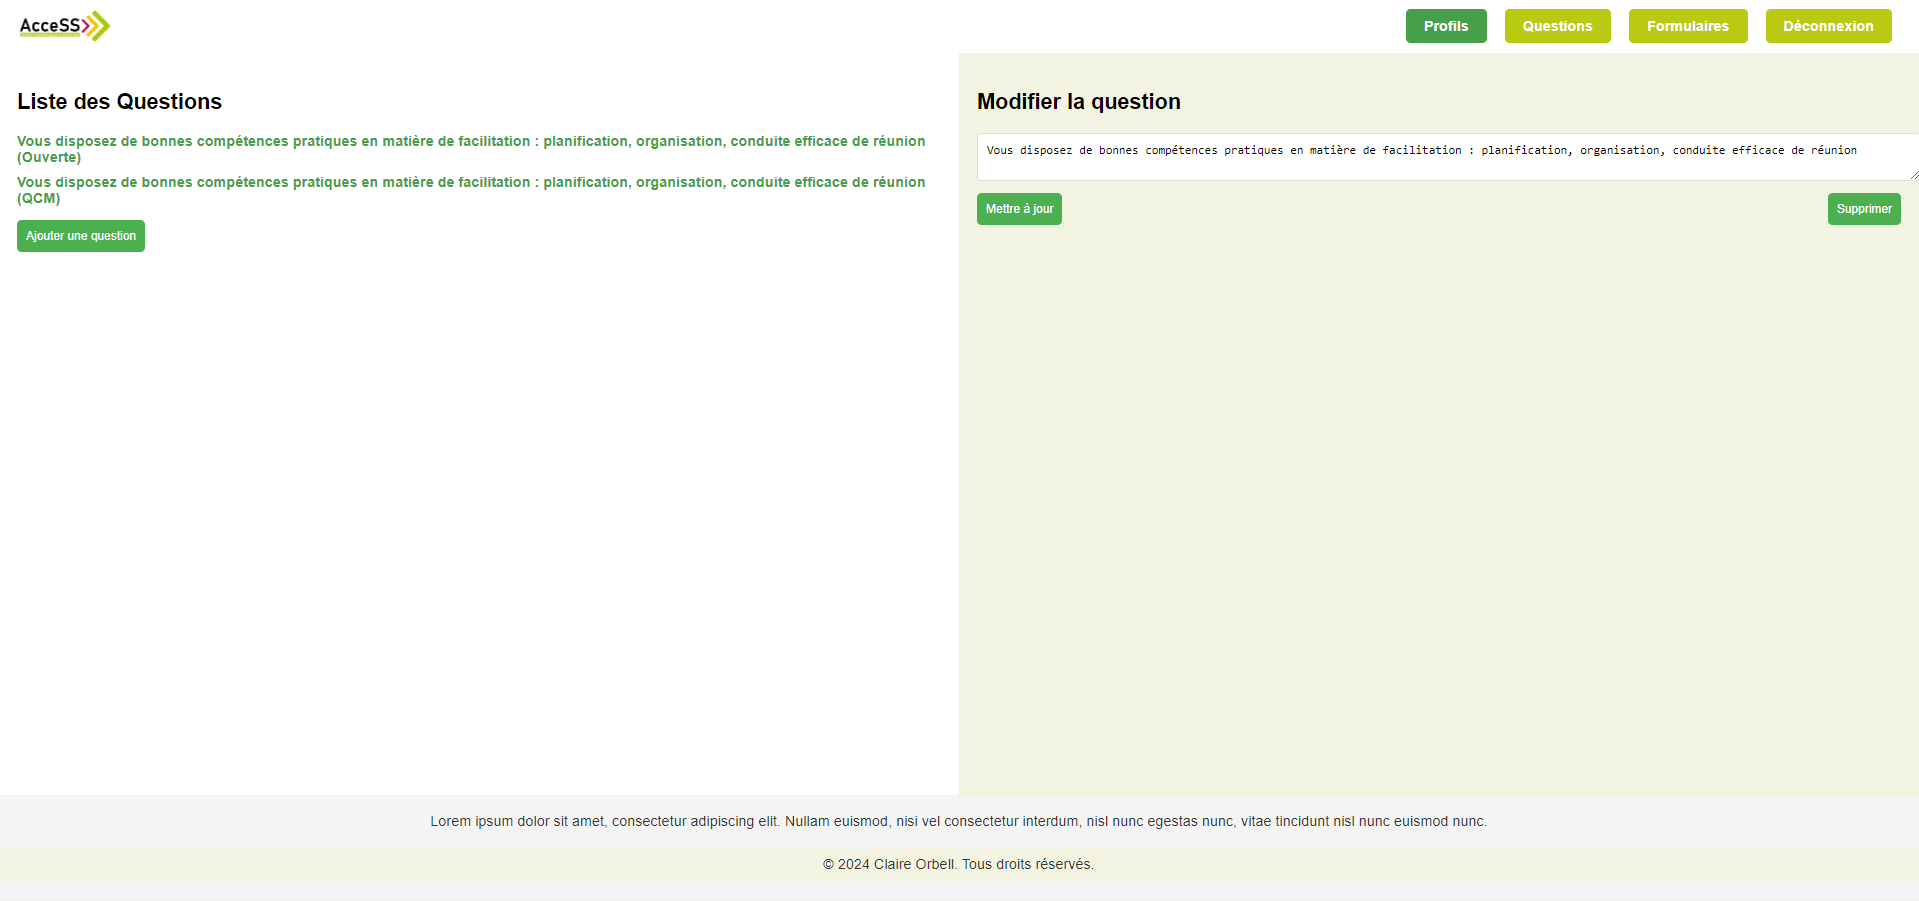 AcceSS
Profils
Questions
Formulaires
Déconnexion
Liste des Questions
Vous disposez de bonnes compétences pratiques en matière de facilitation : planification, organisation, conduite efficace de réunion
(Ouverte)
Vous disposez de bonnes compétences pratiques en matière de facilitation : planification, organisation, conduite efficace de réunion
(QCM)
Ajouter une question
Modifier la question
Vous disposez de bonnes compétences pratiques en matière de facilitation : planification, organisation, conduite efficace de réunion
Mettre à jour
Supprimer
Lorem ipsum dolor sit amet, consectetur adipiscing elit. Nullam euismod, nisi vel consectetur interdum, nisl nunc egestas nunc, vitae tincidunt nisl nunc euismod nunc.
© 2024 Claire Orbell. Tous droits réservés.